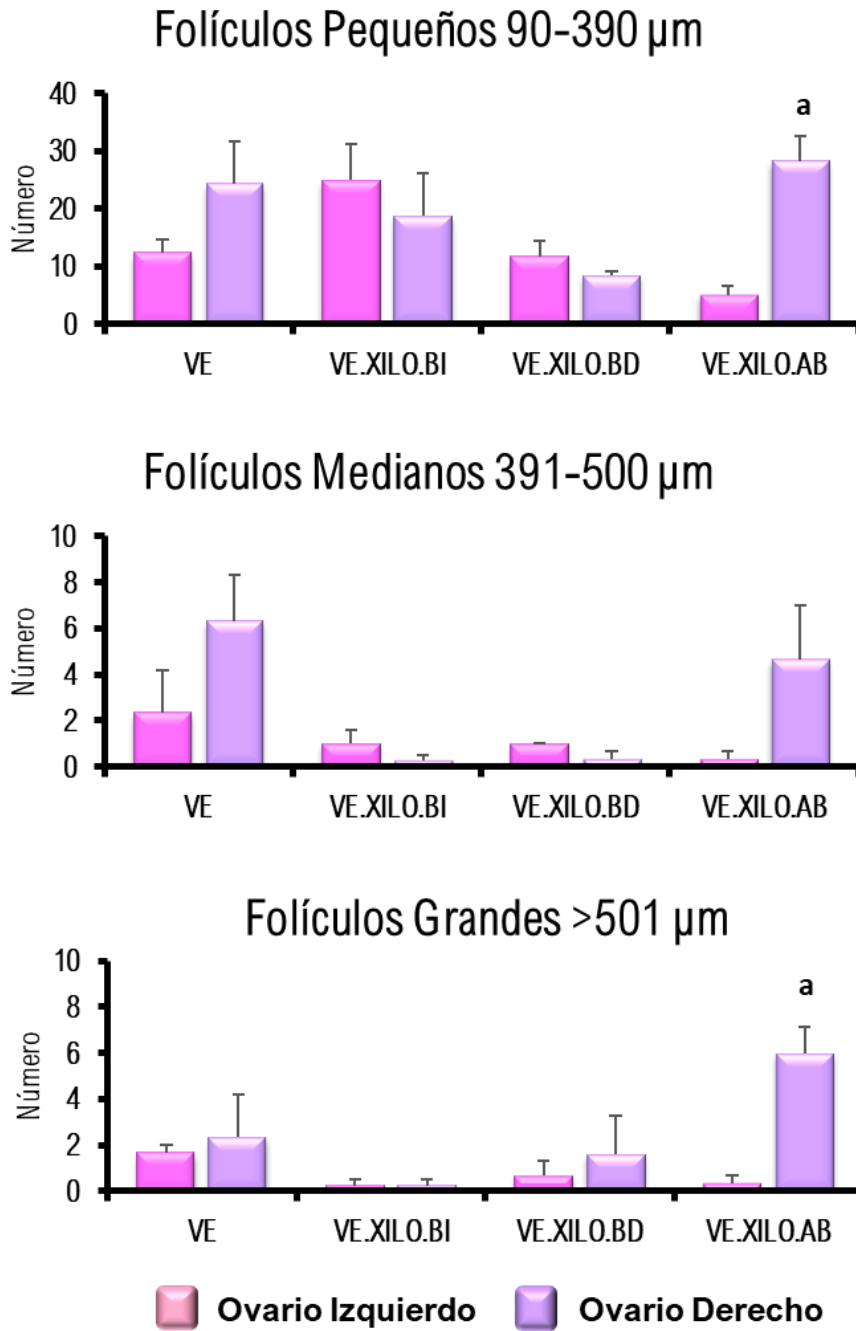 Folículos Pequeños 90-390 µm
a
Número
40
30
20
10
0
VE VE.XILO.BI VE.XILO.BD VE.XILO.AB
Folículos Medianos 391-500 µm
Número
10
8
6
4
2
0
VE VE.XILO.BI VE.XILO.BD VE.XILO.AB
Folículos Grandes >501 µm
a
Número
10
8
6
4
2
0
VE VE.XILO.BI VE.XILO.BD VE.XILO.AB
Ovario Izquierdo Ovario Derecho